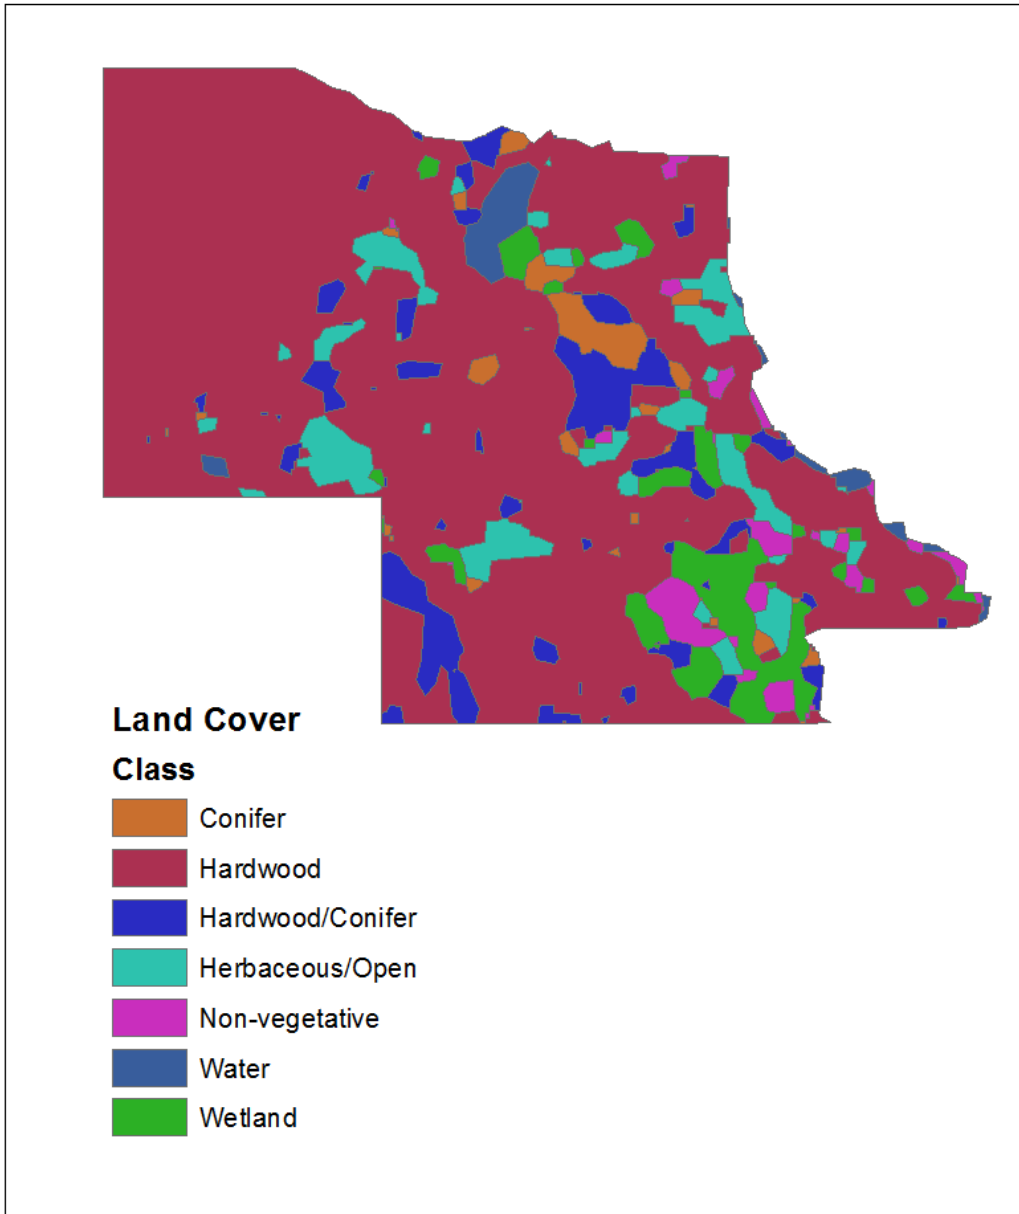 Land Cover
Class
Conifer
Hardwood
Hardwood/Conifer
Herbaceous/Open
Non-vegetative
Water
Wetland